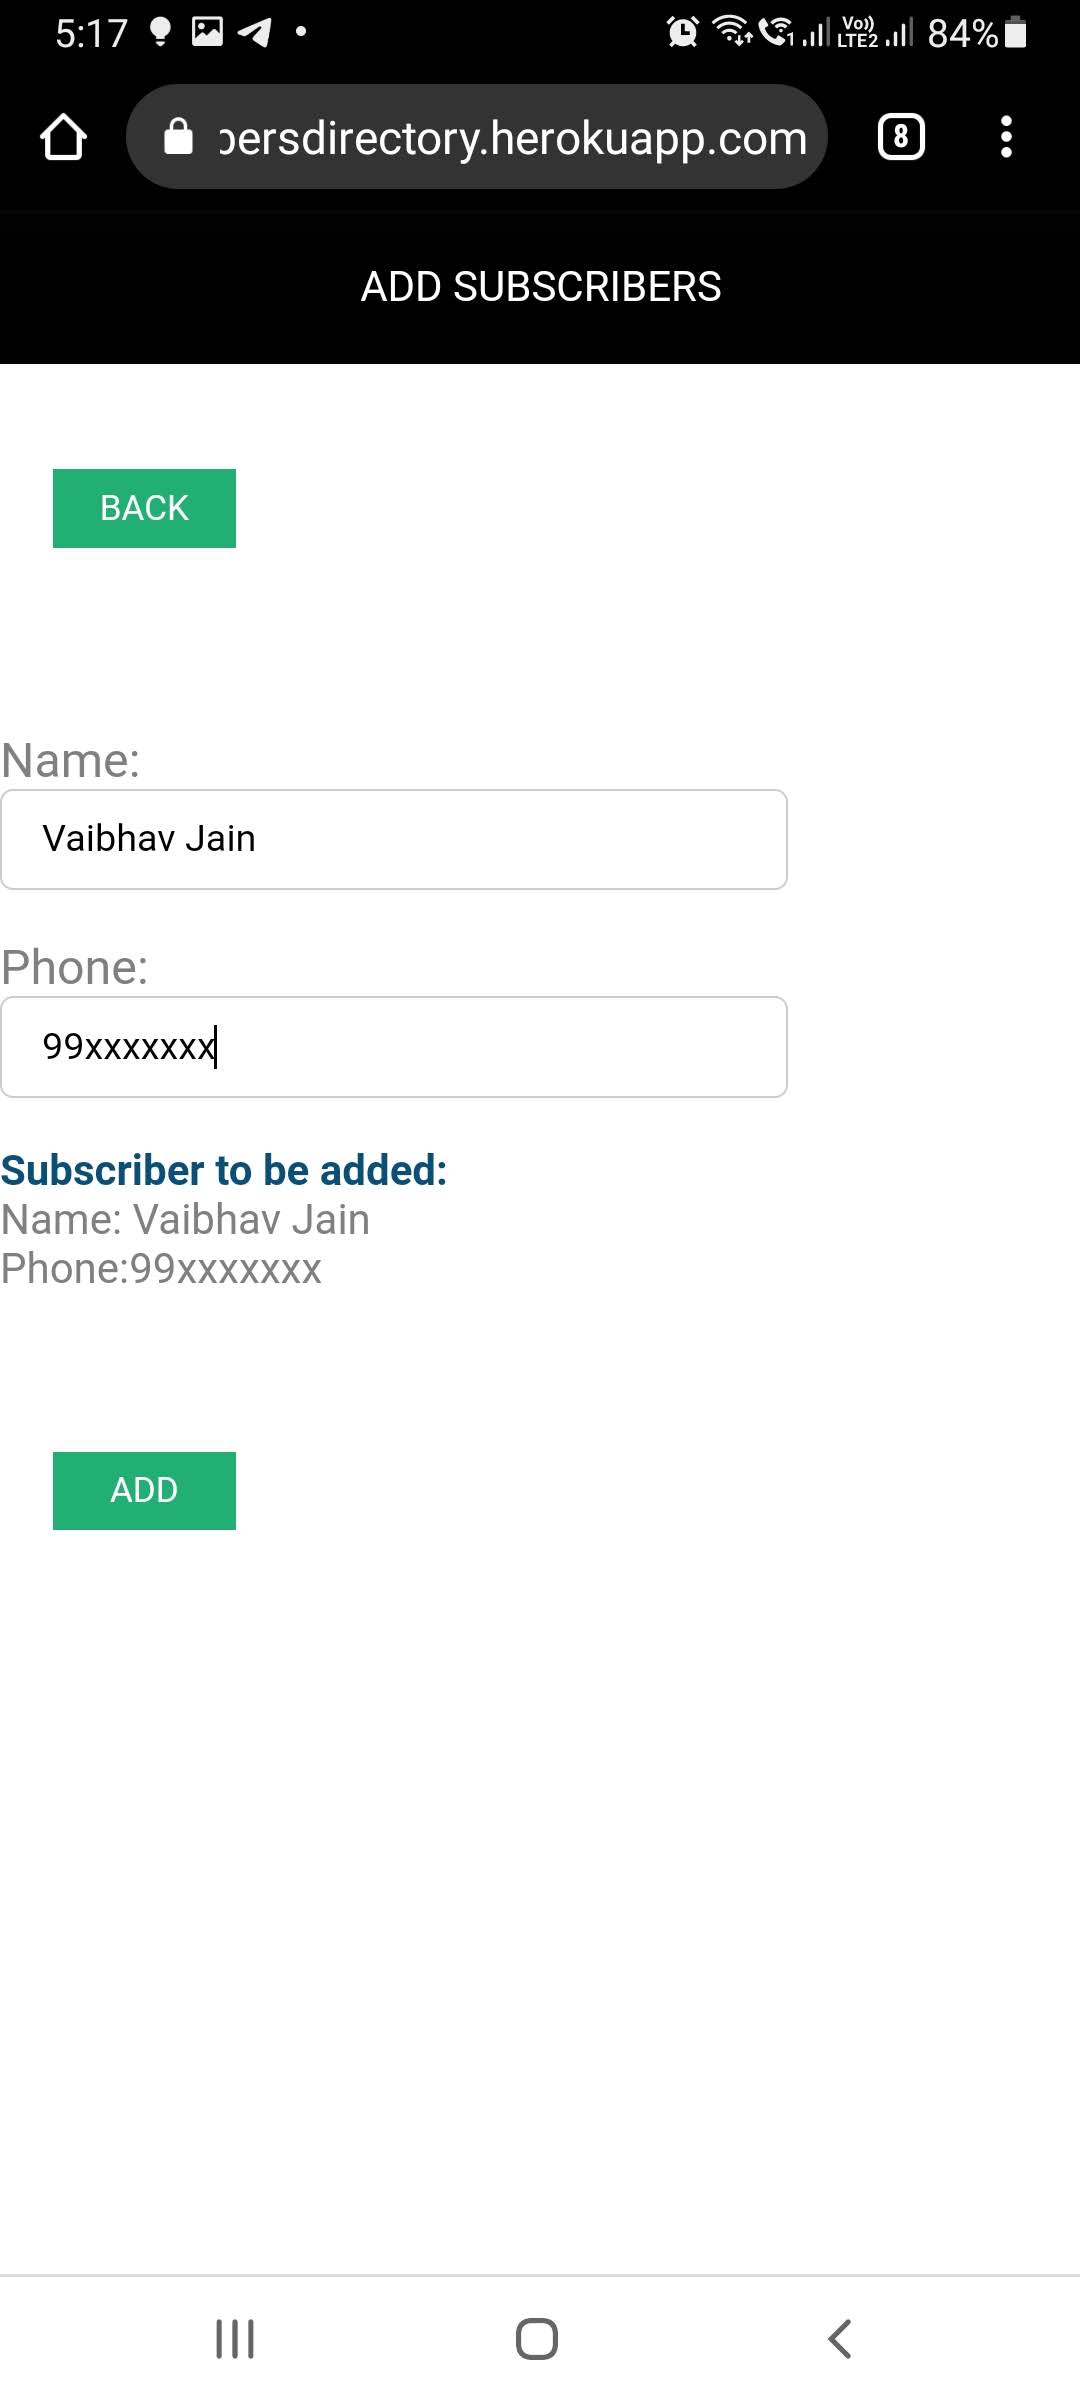 5:17 Vo)) LTE2 84%
persdirectory.herokuapp.com 8
ADD SUBSCRIBERS
BACK
Name:
Vaibhav Jain
Phone:
99xxxxxxx
Subscriber to be added:
Name: Vaibhav Jain
Phone:99xxxxxxx
ADD